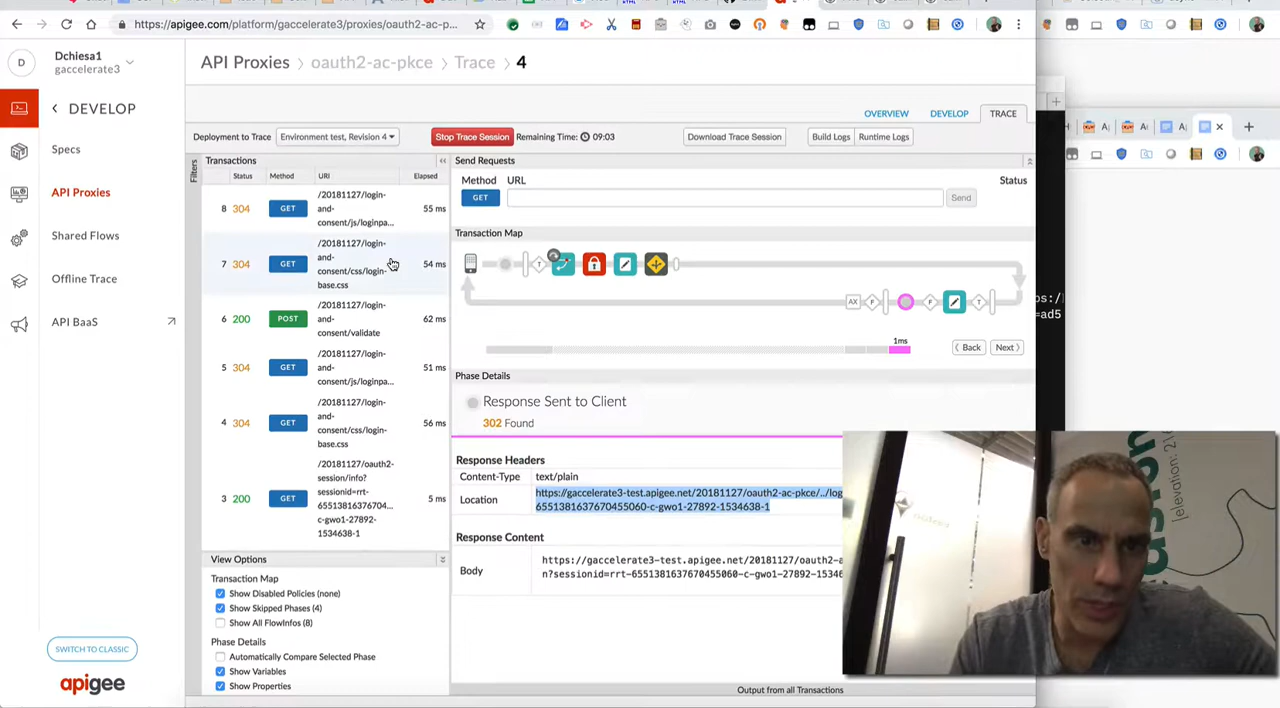 https://apigee.com/platform/gaccelerate3/proxies/oauth2-ac-p...
D
Dchiesa1
gaccelerate3
DEVELOP
Specs
API Proxies
Shared Flows
Offline Trace
API BaaS
SWITCH TO CLASSIC
apigee
API Proxies > oauth2-ac-pkce > Trace > 4
OVERVIEW DEVELOP TRACE
Deployment to Trace Environment test, Revision 4 Stop Trace Session Remaining Time: 09:03 Download Trace Session Build Logs Runtime Logs
Filters
Transactions
Status Method URI Elapsed
8 304 GET /20181127/login-
and-
consent/js/loginpa...
55 ms
7 304 GET /20181127/login-
and-
consent/css/login-
base.css
54 ms
6 200 POST /20181127/login-
and-
consent/validate
62 ms
5 304 GET /20181127/login-
and-
consent/js/loginpa...
51 ms
4 304 GET /20181127/login-
and-
consent/css/login-
base.css
56 ms
3 200 GET /20181127/oauth2-
session/info?
sessionid=rrt-
65513816376704...
c-gwo1-27892-
1534638-1
5 ms
View Options
Transaction Map
Show Disabled Policies (none)
Show Skipped Phases (4)
Show All FlowInfos (8)
Phase Details
Automatically Compare Selected Phase
Show Variables
Show Properties
Send Requests
Method URL Status
GET Send
Transaction Map
T
AX F F T
1ms
Back Next
Phase Details
Response Sent to Client
302 Found
Response Headers
Content-Type text/plain
Location https://gaccelerate3-test.apigee.net/20181127/oauth2-ac-pkce/../log
6551381637670455060-c-gwo1-27892-1534638-1
Response Content
Body https://gaccelerate3-test.apigee.net/20181127/oauth2-a
n?sessionid=rrt-6551381637670455060-c-gwo1-27892-15346
Output from all Transactions
ps:/
=ad5
[elevation: 216